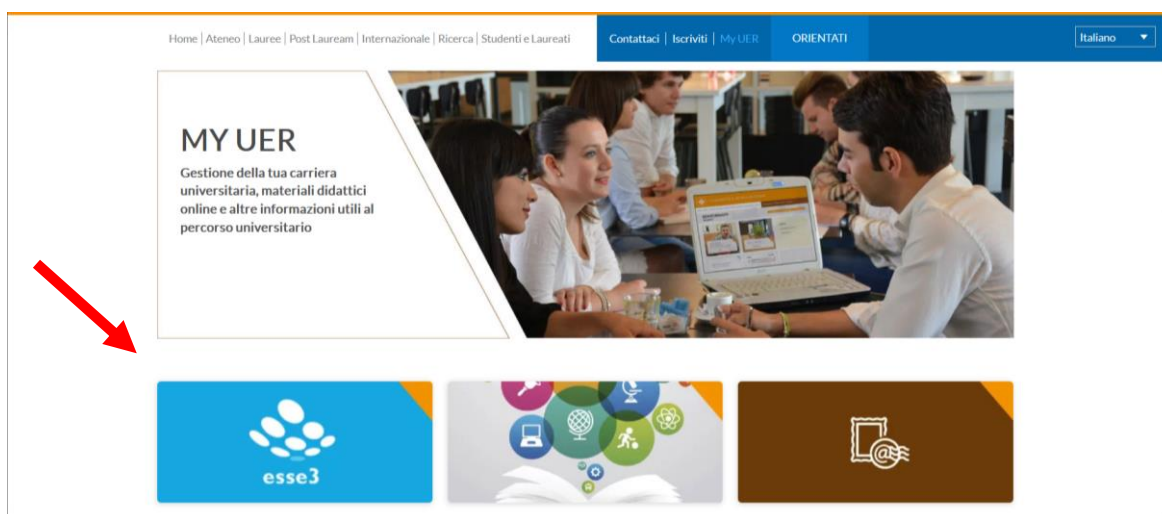 Home | Ateneo | Lauree | Post Lauream | Internazionale | Ricerca | Studenti e Laureati
Contattaci | Iscriviti | My UER
ORIENTATI
Italiano
MY UER
Gestione della tua carriera
universitaria, materiali didattici
online e altre informazioni utili al
percorso universitario
esse3
@